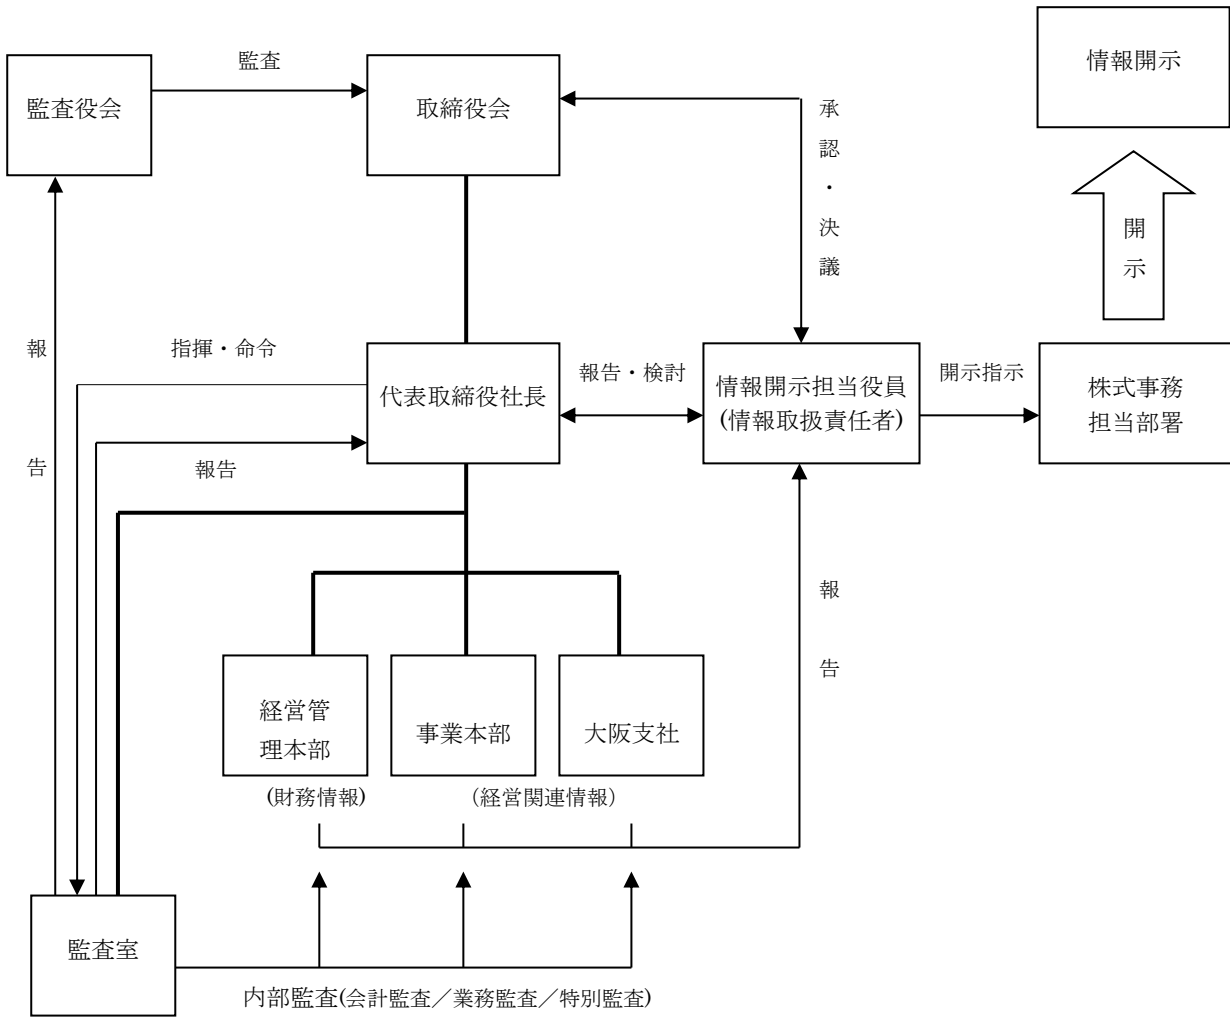 情報開示
監査
監査役会
取締役会
承認・決議
開示
報告
指揮・命令
代表取締役社長
報告・検討
情報開示担当役員
(情報取扱責任者)
開示指示
株式事務
担当部署
報告
報告
経営管
理本部
事業本部
大阪支社
(財務情報)
（経営関連情報）
監査室
内部監査(会計監査／業務監査／特別監査)